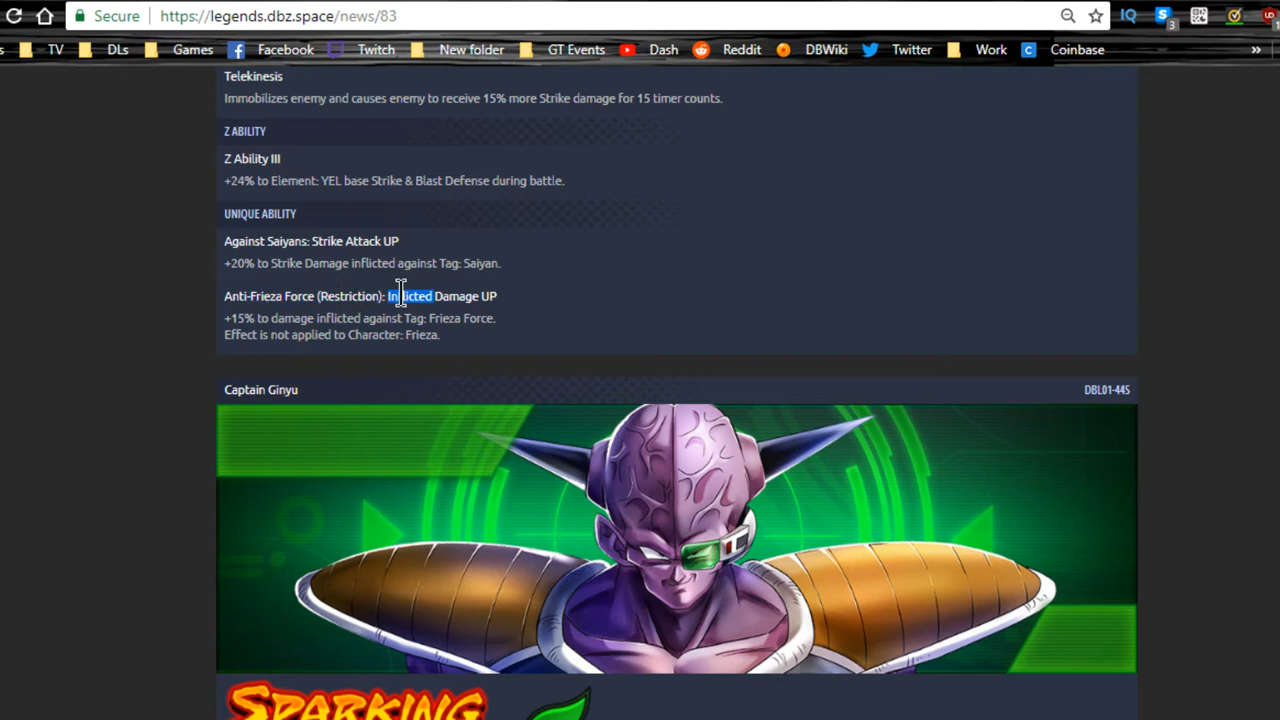 Secure https://legends.dbz.space/news/83
s TV DLs Games Facebook Twitch New folder GT Events Dash Reddit DBWiki Twitter Work Coinbase »
Telekinesis
Immobilizes enemy and causes enemy to receive 15% more Strike damage for 15 timer counts.
Z ABILITY
Z Ability III
+24% to Element: YEL base Strike & Blast Defense during battle.
UNIQUE ABILITY
Against Saiyans: Strike Attack UP
+20% to Strike Damage inflicted against Tag: Saiyan.
Anti-Frieza Force (Restriction): Inflicted Damage UP
+15% to damage inflicted against Tag: Frieza Force.
Effect is not applied to Character: Frieza.
Captain Ginyu DBL01-44S
SPARKING